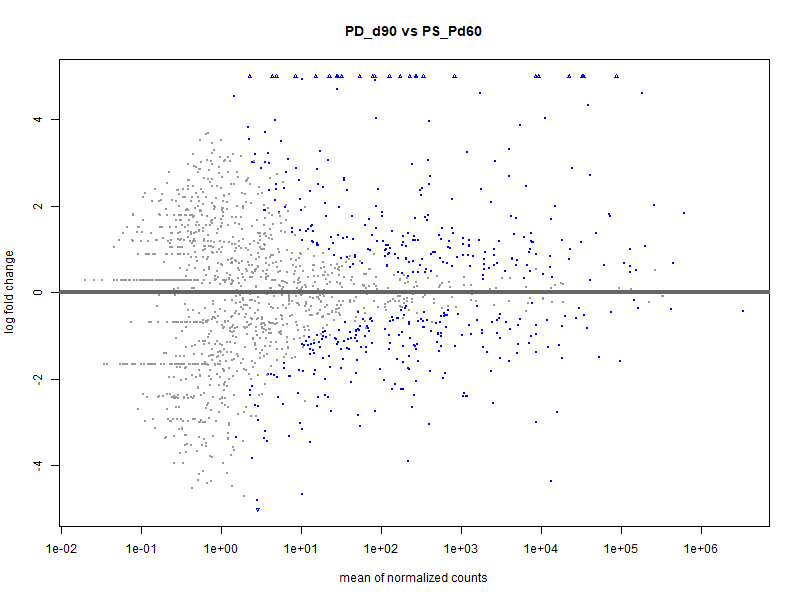 PD_d90 vs PS_Pd60
log fold change
4
2
0
-2
-4
1e-02 1e-01 1e+00 1e+01 1e+02 1e+03 1e+04 1e+05 1e+06
mean of normalized counts